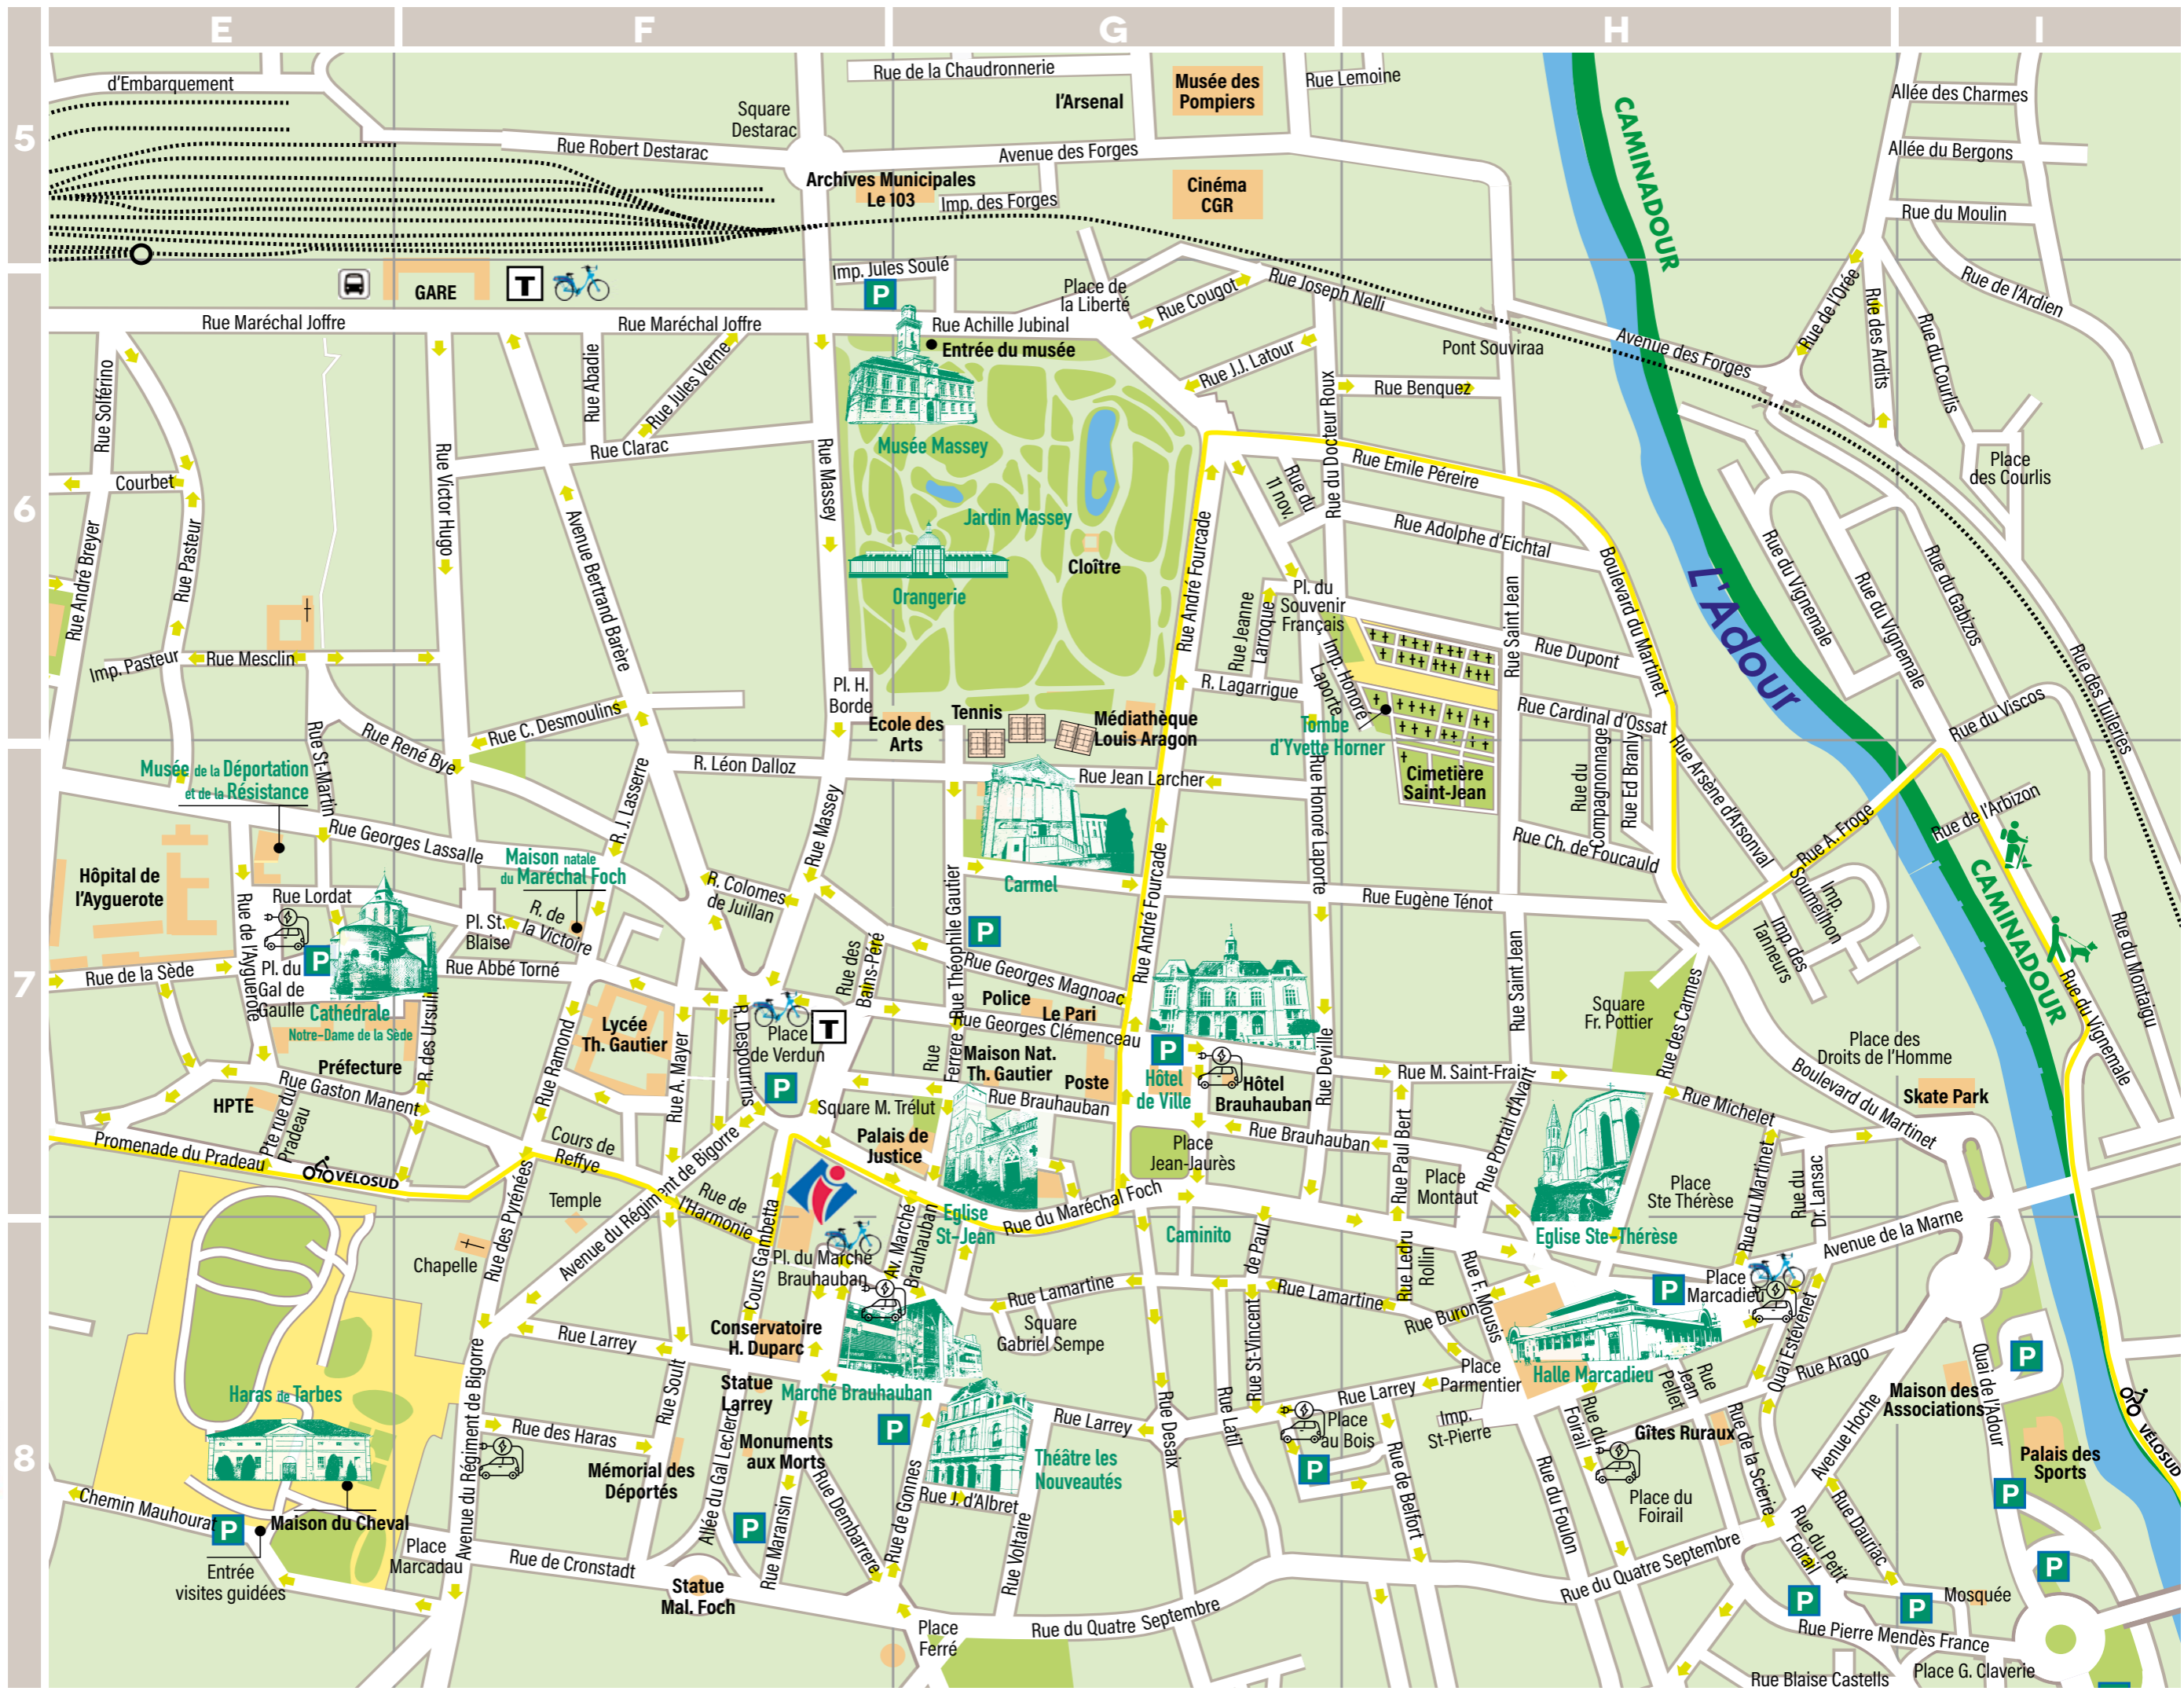 E
F
G
H
I
5
6
7
8
d'Embarquement
Rue de la Chaudronnerie
Musée des
Pompiers
Rue Lemoine
CAMINADOUR
Allée des Charmes
l'Arsenal
Square
Destarac
Rue Robert Destarac
Avenue des Forges
Allée du Bergons
Archives Municipales
Le 103
Imp. des Forges
Cinéma
CGR
Rue du Moulin
GARE
T
Imp. Jules Soulé
P
Place de
la Liberté
Rue Cougot
Rue Joseph Nelli
Rue de l'Orée
Rue des Ardits
Rue de l'Ardien
Rue du Courlis
Rue Maréchal Joffre
Rue Maréchal Joffre
Rue Achille Jubinal
Entrée du musée
Pont Souviraa
Avenue des Forges
Rue Solférino
Rue Abadie
Rue Jules Verne
Rue J.J. Latour
Rue Benquez
Rue du Docteur Roux
Rue Clarac
Rue Massey
Musée Massey
Rue Victor Hugo
Courbet
Rue Emile Péreire
Rue du
11 nov.
Place
des Courlis
Jardin Massey
Rue Adolphe d'Eichtal
Avenue Bertrand Barère
Rue André Breyer
Rue Pasteur
Rue André Fourcade
Cloître
Orangerie
Boulevard du Martinet
L'Adour
Rue du Vignemale
Rue du Vignemale
Rue du Gabizos
Pl. du
Souvenir
Français
Rue Jeanne
Larroque
Rue Saint Jean
Rue Dupont
Imp. Pasteur
Rue Mesclin
Imp. Honoré
Laporte
R. Lagarrigue
Rue des Tulleries
Pl. H.
Borde
Ecole des
Arts
Tennis
Médiathèque
Louis Aragon
Tombe
d'Yvette Horner
Rue Cardinal d'Ossat
Rue du Viscos
Rue C. Desmoulins
Rue St-Martin
Rue René Bye
R. Léon Dalloz
Rue Jean Larcher
Rue Honoré Laporte
Cimetière
Saint-Jean
Rue du
Compagnonnage
Rue Ed Branly
Rue Arsène d'Arsonval
Musée de la Déportation
et de la Résistance
R. J. Lasserre
Rue Massey
Rue Georges Lassalle
Rue Ch. de Foucauld
Rue A. Froge
Rue de l'Arbizon
Maison natale
du Maréchal Foch
Hôpital de
l'Ayguerote
Rue Lordat
Carmel
R. Colomes
de Juillan
Rue Eugène Ténot
Imp.
Soumeilhon
CAMINADOUR
Pl. St.
Blaise
R. de
la Victoire
Rue Théophile Gautier
P
Rue André Fourcade
Imp. des
Tanneurs
Rue du Montaigu
Rue de la Sède
Rue de l'Ayguerote
P
Pl. du
Gal de
Gaulle
Rue Abbé Torné
Rue des
Bains-Péré
Rue Georges Magnoac
Rue Saint Jean
Cathédrale
Notre-Dame de la Sède
R. des Ursulin
Lycée
Th. Gautier
R. Despourrins
Place
de Verdun
T
Police
Le Pari
Rue Georges Clémenceau
Square
Fr. Pottier
Rue des Carmes
Rue du Vignemale
Préfecture
Rue Ramond
Rue A. Mayer
P
Rue
Ferrere
Maison Nat.
Th. Gautier
Poste
P
Hôtel
de Ville
Hôtel
Brauhauban
Rue Deville
Rue M. Saint-Fraiz
Place des
Droits de l'Homme
Boulevard du Martinet
Skate Park
Rue Gaston Manent
HPTE
Pte rue du
Pradeau
Square M. Trélut
Rue Brauhauban
Rue Michelet
Promenade du Pradeau
VÉLOSUD
Cours de
Reffye
Palais de
Justice
Rue Brauhauban
Place
Jean-Jaurès
Rue Paul Bert
Rue Portail d'Avant
Place
Montaut
Place
Ste Thérèse
Rue du Martinet
Rue du
Dr. Lansac
Temple
Rue de
l'Harmonie
Avenue du Régiment de Bigorre
Rue des Pyrénés
Cours Gambetta
Eglise
St-Jean
Rue du Maréchal Foch
Caminito
Eglise Ste-Thérèse
Avenue de la Marne
Chapelle
Pl. du Marché
Brauhauban
Av. Marché
Brauhauban
Rue St-Vincent
de Paul
Rue Ledru
Rollin
P
Place
Marcadieu
Rue Lamartine
Rue Lamartine
Rue Buron
Rue F. Mousis
Quai Estévenet
Square
Gabriel Sempe
Conservatoire
H. Duparc
Rue Larrey
Place
Parmentier
Halle Marcadieu
Rue Arago
Quai de l'Adour
P
Haras de Tarbes
Statue
Larrey
Marché Brauhauban
Rue Larrey
Rue
Jean
Pellet
Maison des
Associations
Avenue du Régiment de Bigorre
Rue Soult
Rue des Haras
Allée du Gal Leclerc
Monuments
aux Morts
P
Rue Larrey
Rue Desaix
Rue Latil
Place
au Bois
P
Imp.
St-Pierre
Rue du
Foirail
Gîtes Ruraux
Rue de la Scierie
Avenue Hoche
Palais des
Sports
VÉLOSUD
Théâtre les
Nouveautés
Mémorial des
Déportés
Rue Dembarrere
Rue de Gonnes
Rue J. d'Albret
Rue de Belfort
Rue du Foulon
Place du
Foirail
P
Chemin Mauhourat
P
Maison du Cheval
Entrée
visites guidées
Place
Marcadau
Rue de Cronstadt
P
Rue Maransin
Rue Voltaire
Rue du Quatre Septembre
Rue du Petit
Foirail
Rue Dauriac
P
Statue
Mal. Foch
Place
Ferré
Rue du Quatre Septembre
P
P
Mosquée
Rue Pierre Mendès France
Rue Blaise Castells
Place G. Claverie